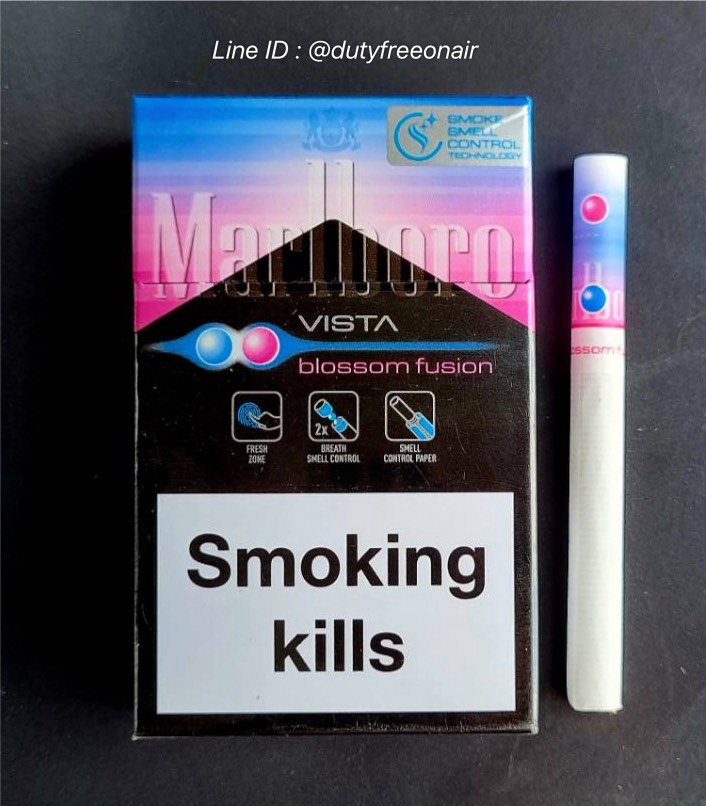 Line ID : @dutyfreeonair
SMOKE
SMELL
CONTROL
TECHNOLOGY
Marlboro
VISTA
blossom fusion
FRESH
ZONE
2x
BREATH
SMELL CONTROL
SMELL
CONTROL PAPER
Smoking
kills